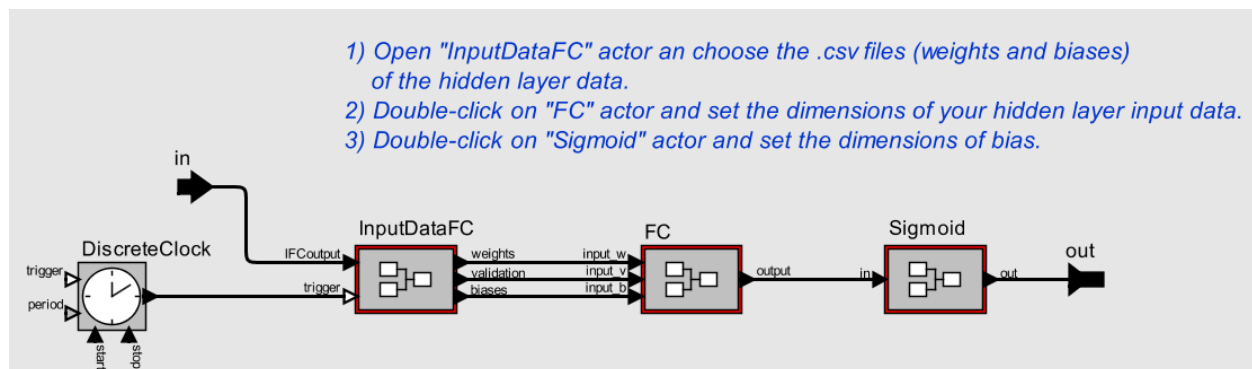 1) Open "InputDataFC" actor an choose the .csv files (weights and biases)
of the hidden layer data.
2) Double-click on "FC" actor and set the dimensions of your hidden layer input data.
3) Double-click on "Sigmoid" actor and set the dimensions of bias.
in
DiscreteClock
trigger
period
start
stop
InputDataFC
IFCoutput
trigger
weights
validation
biases
FC
input_w
input_v
input_b
output
Sigmoid
in
out
out